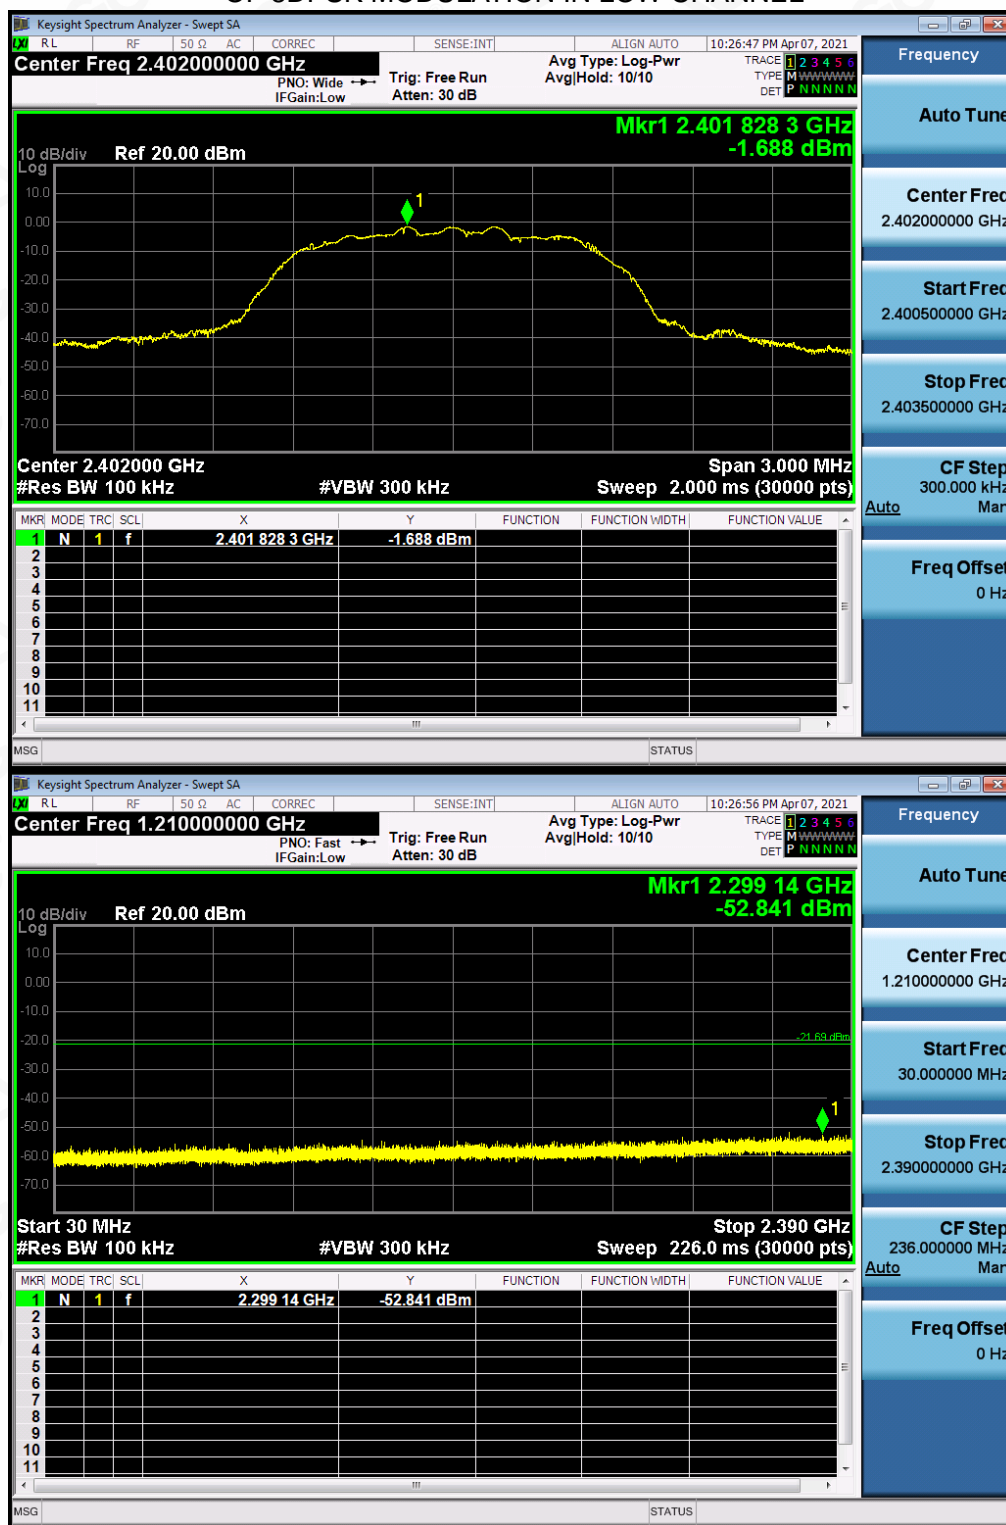 OF 8DPSK MODULATION IN LOW CHANNEL
Keysight Spectrum Analyzer - Swept SA
LXI RL RF 50 Ω AC CORREC SENSE:INT ALIGN AUTO 10:26:47 PM Apr 07, 2021
Center Freq 2.402000000 GHz
PNO: Wide
IFGain:Low
Trig: Free Run
Atten: 30 dB
Avg Type: Log-Pwr
Avg|Hold: 10/10
TRACE 1 2 3 4 5 6
TYPE M WWWWW
DET P N N N N N
Mkr1 2.401 828 3 GHz
-1.688 dBm
10 dB/div Ref 20.00 dBm
Log
10.0
0.00
-10.0
-20.0
-30.0
-40.0
-50.0
-60.0
-70.0
1
Center 2.402000 GHz Span 3.000 MHz
#Res BW 100 kHz #VBW 300 kHz Sweep 2.000 ms (30000 pts)
MKR MODE TRC SCL X Y FUNCTION FUNCTION WIDTH FUNCTION VALUE
1 N 1 f 2.401 828 3 GHz -1.688 dBm
2
3
4
5
6
7
8
9
10
11
MSG STATUS
Frequency
Auto Tune
Center Freq
2.402000000 GHz
Start Freq
2.400500000 GHz
Stop Freq
2.403500000 GHz
CF Step
300.000 kHz
Auto Man
Freq Offset
0 Hz
Keysight Spectrum Analyzer - Swept SA
LXI RL RF 50 Ω AC CORREC SENSE:INT ALIGN AUTO 10:26:56 PM Apr 07, 2021
Center Freq 1.210000000 GHz
PNO: Fast
IFGain:Low
Trig: Free Run
Atten: 30 dB
Avg Type: Log-Pwr
Avg|Hold: 10/10
TRACE 1 2 3 4 5 6
TYPE M WWWWW
DET P N N N N N
Mkr1 2.299 14 GHz
-52.841 dBm
10 dB/div Ref 20.00 dBm
Log
10.0
0.00
-10.0
-20.0
-30.0
-40.0
-50.0
-60.0
-70.0
-21.69 dBm
1
Start 30 MHz Stop 2.390 GHz
#Res BW 100 kHz #VBW 300 kHz Sweep 226.0 ms (30000 pts)
MKR MODE TRC SCL X Y FUNCTION FUNCTION WIDTH FUNCTION VALUE
1 N 1 f 2.299 14 GHz -52.841 dBm
2
3
4
5
6
7
8
9
10
11
MSG STATUS
Frequency
Auto Tune
Center Freq
1.210000000 GHz
Start Freq
30.000000 MHz
Stop Freq
2.390000000 GHz
CF Step
236.000000 MHz
Auto Man
Freq Offset
0 Hz